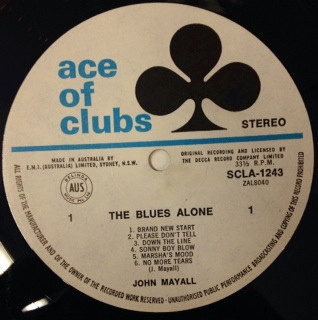 ace
of
clubs
STEREO
MADE IN AUSTRALIA BY
E.M.I. (AUSTRALIA) LIMITED, SYDNEY, N.S.W.
ORIGINAL RECORDING AND LICENSED BY
THE DECCA RECORD COMPANY LIMITED
33⅓ R.P.M.
SCLA-1243
ZAL8040
BELINDA
AUS
1
THE BLUES ALONE
1
1. BRAND NEW START
2. PLEASE DON'T TELL
3. DOWN THE LINE
4. SONNY BOY BLOW
5. MARSHA'S MOOD
6. NO MORE TEARS
(J. Mayall)
JOHN MAYALL
ALL RIGHTS OF THE MANUFACTURER AND OF THE OWNER OF THE RECORDED WORK RESERVED - UNAUTHORISED PUBLIC PERFORMANCE BROADCASTING AND COPYING OF THIS RECORD PROHIBITED